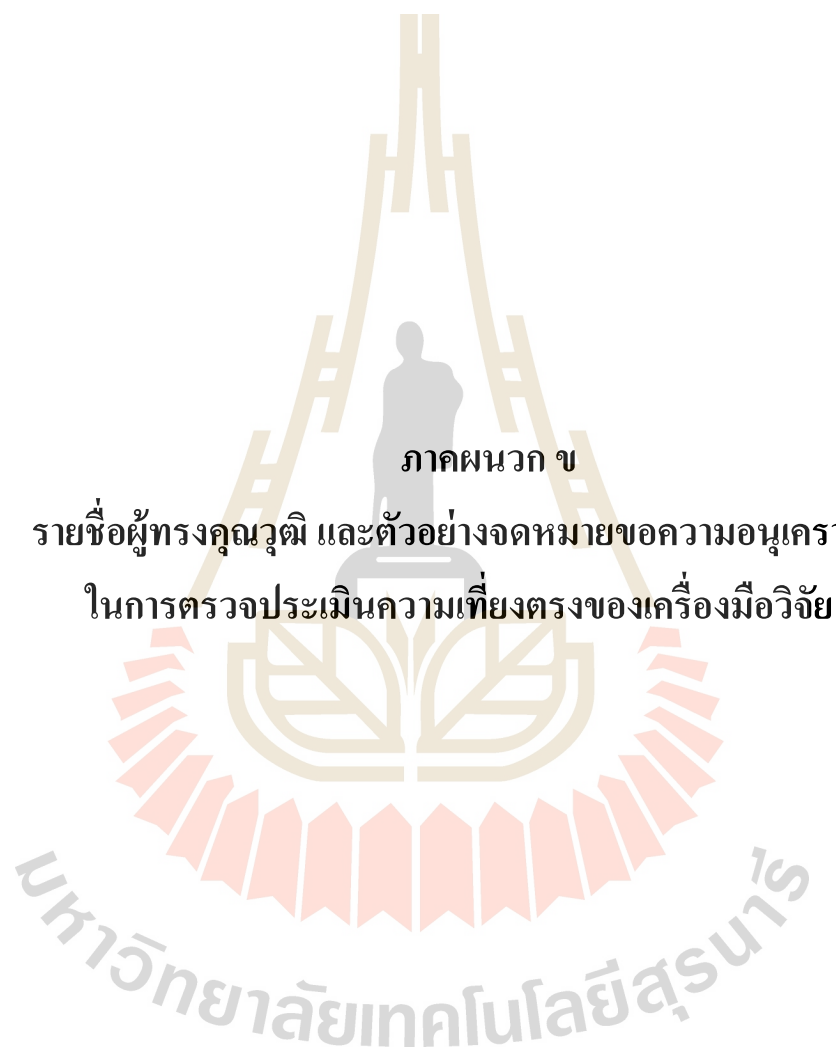 ภาคผนวก ข
รายชื่อผู้ทรงคุณวุฒิ และตัวอย่างจดหมายขอความอนุเครา
ในการตรวจประเมินความเที่ยงตรงของเครื่องมือวิจัย
มหาวิทยาลัยเทคโนโลยีสุรนารี